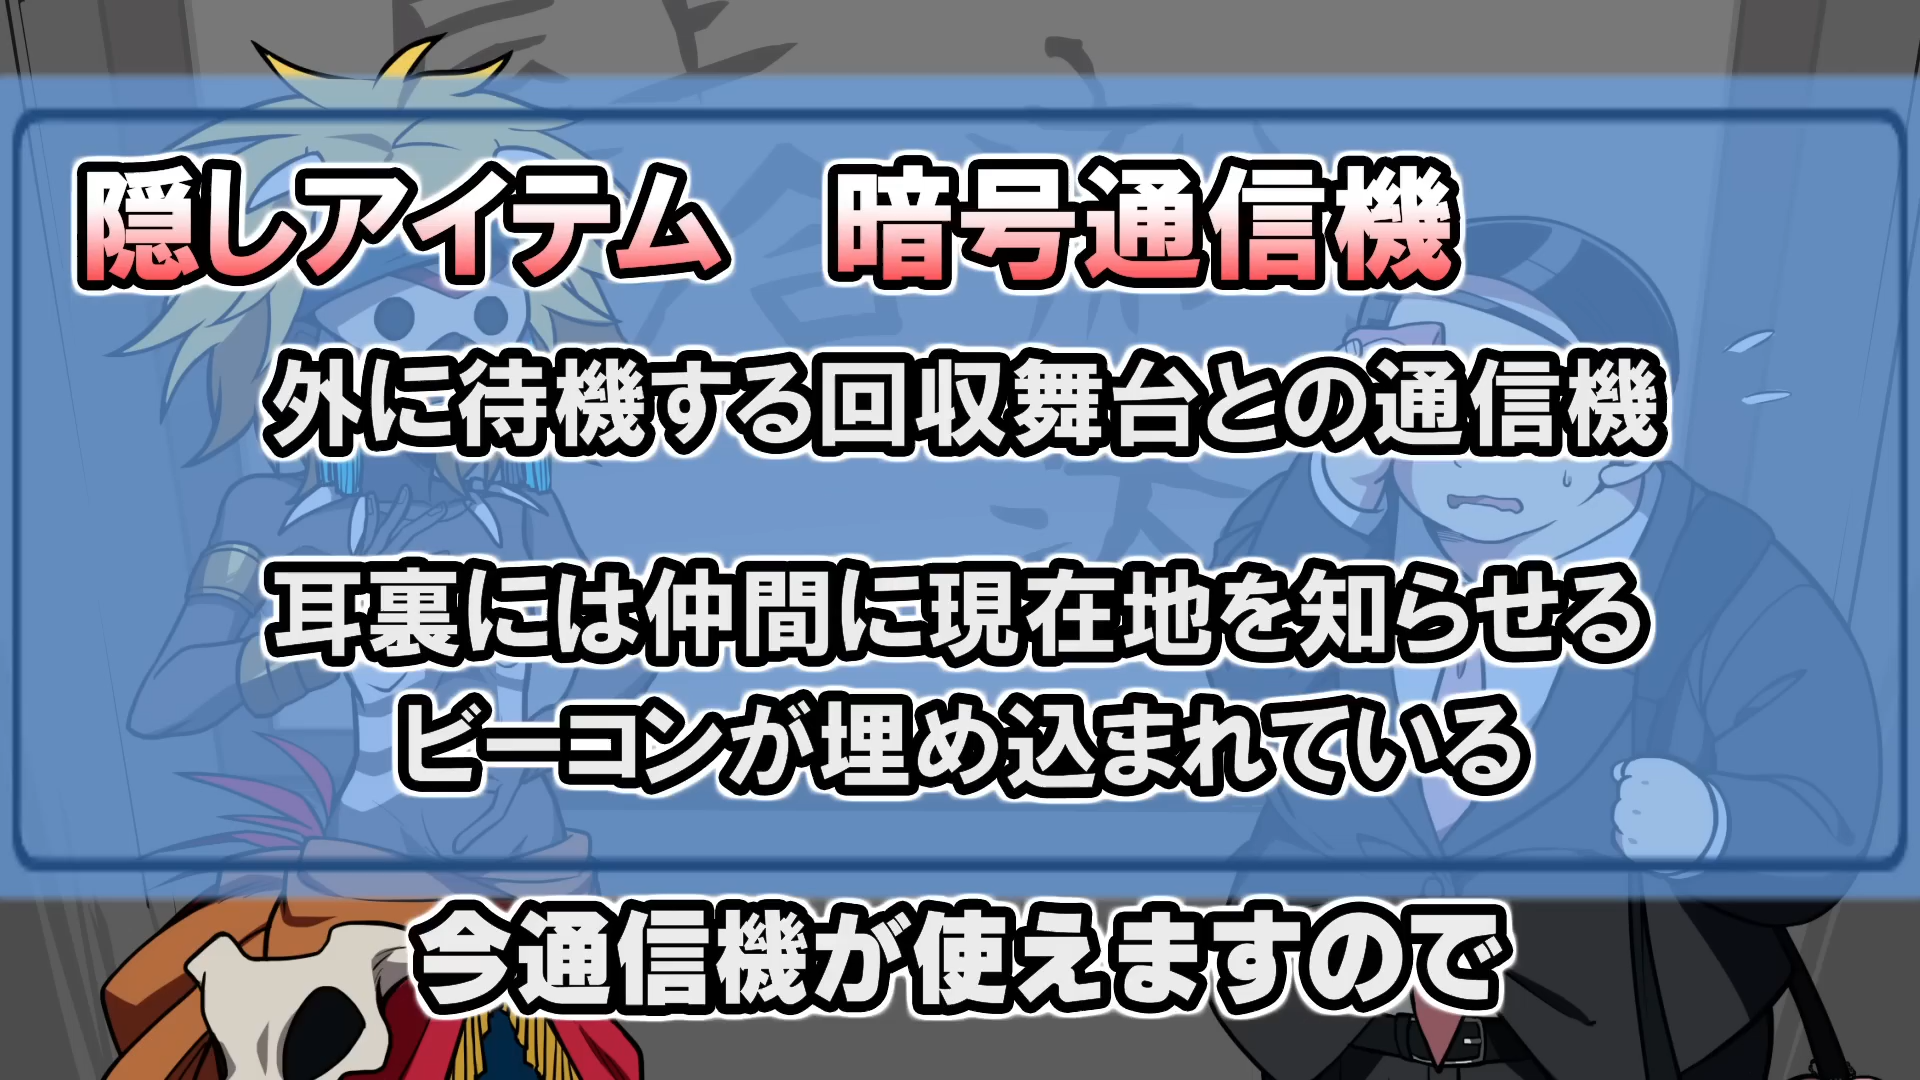 隠しアイテム　暗号通信機
外に待機する回収舞台との通信機
耳裏には仲間に現在地を知らせる
ビーコンが埋め込まれている
今通信機が使えますので